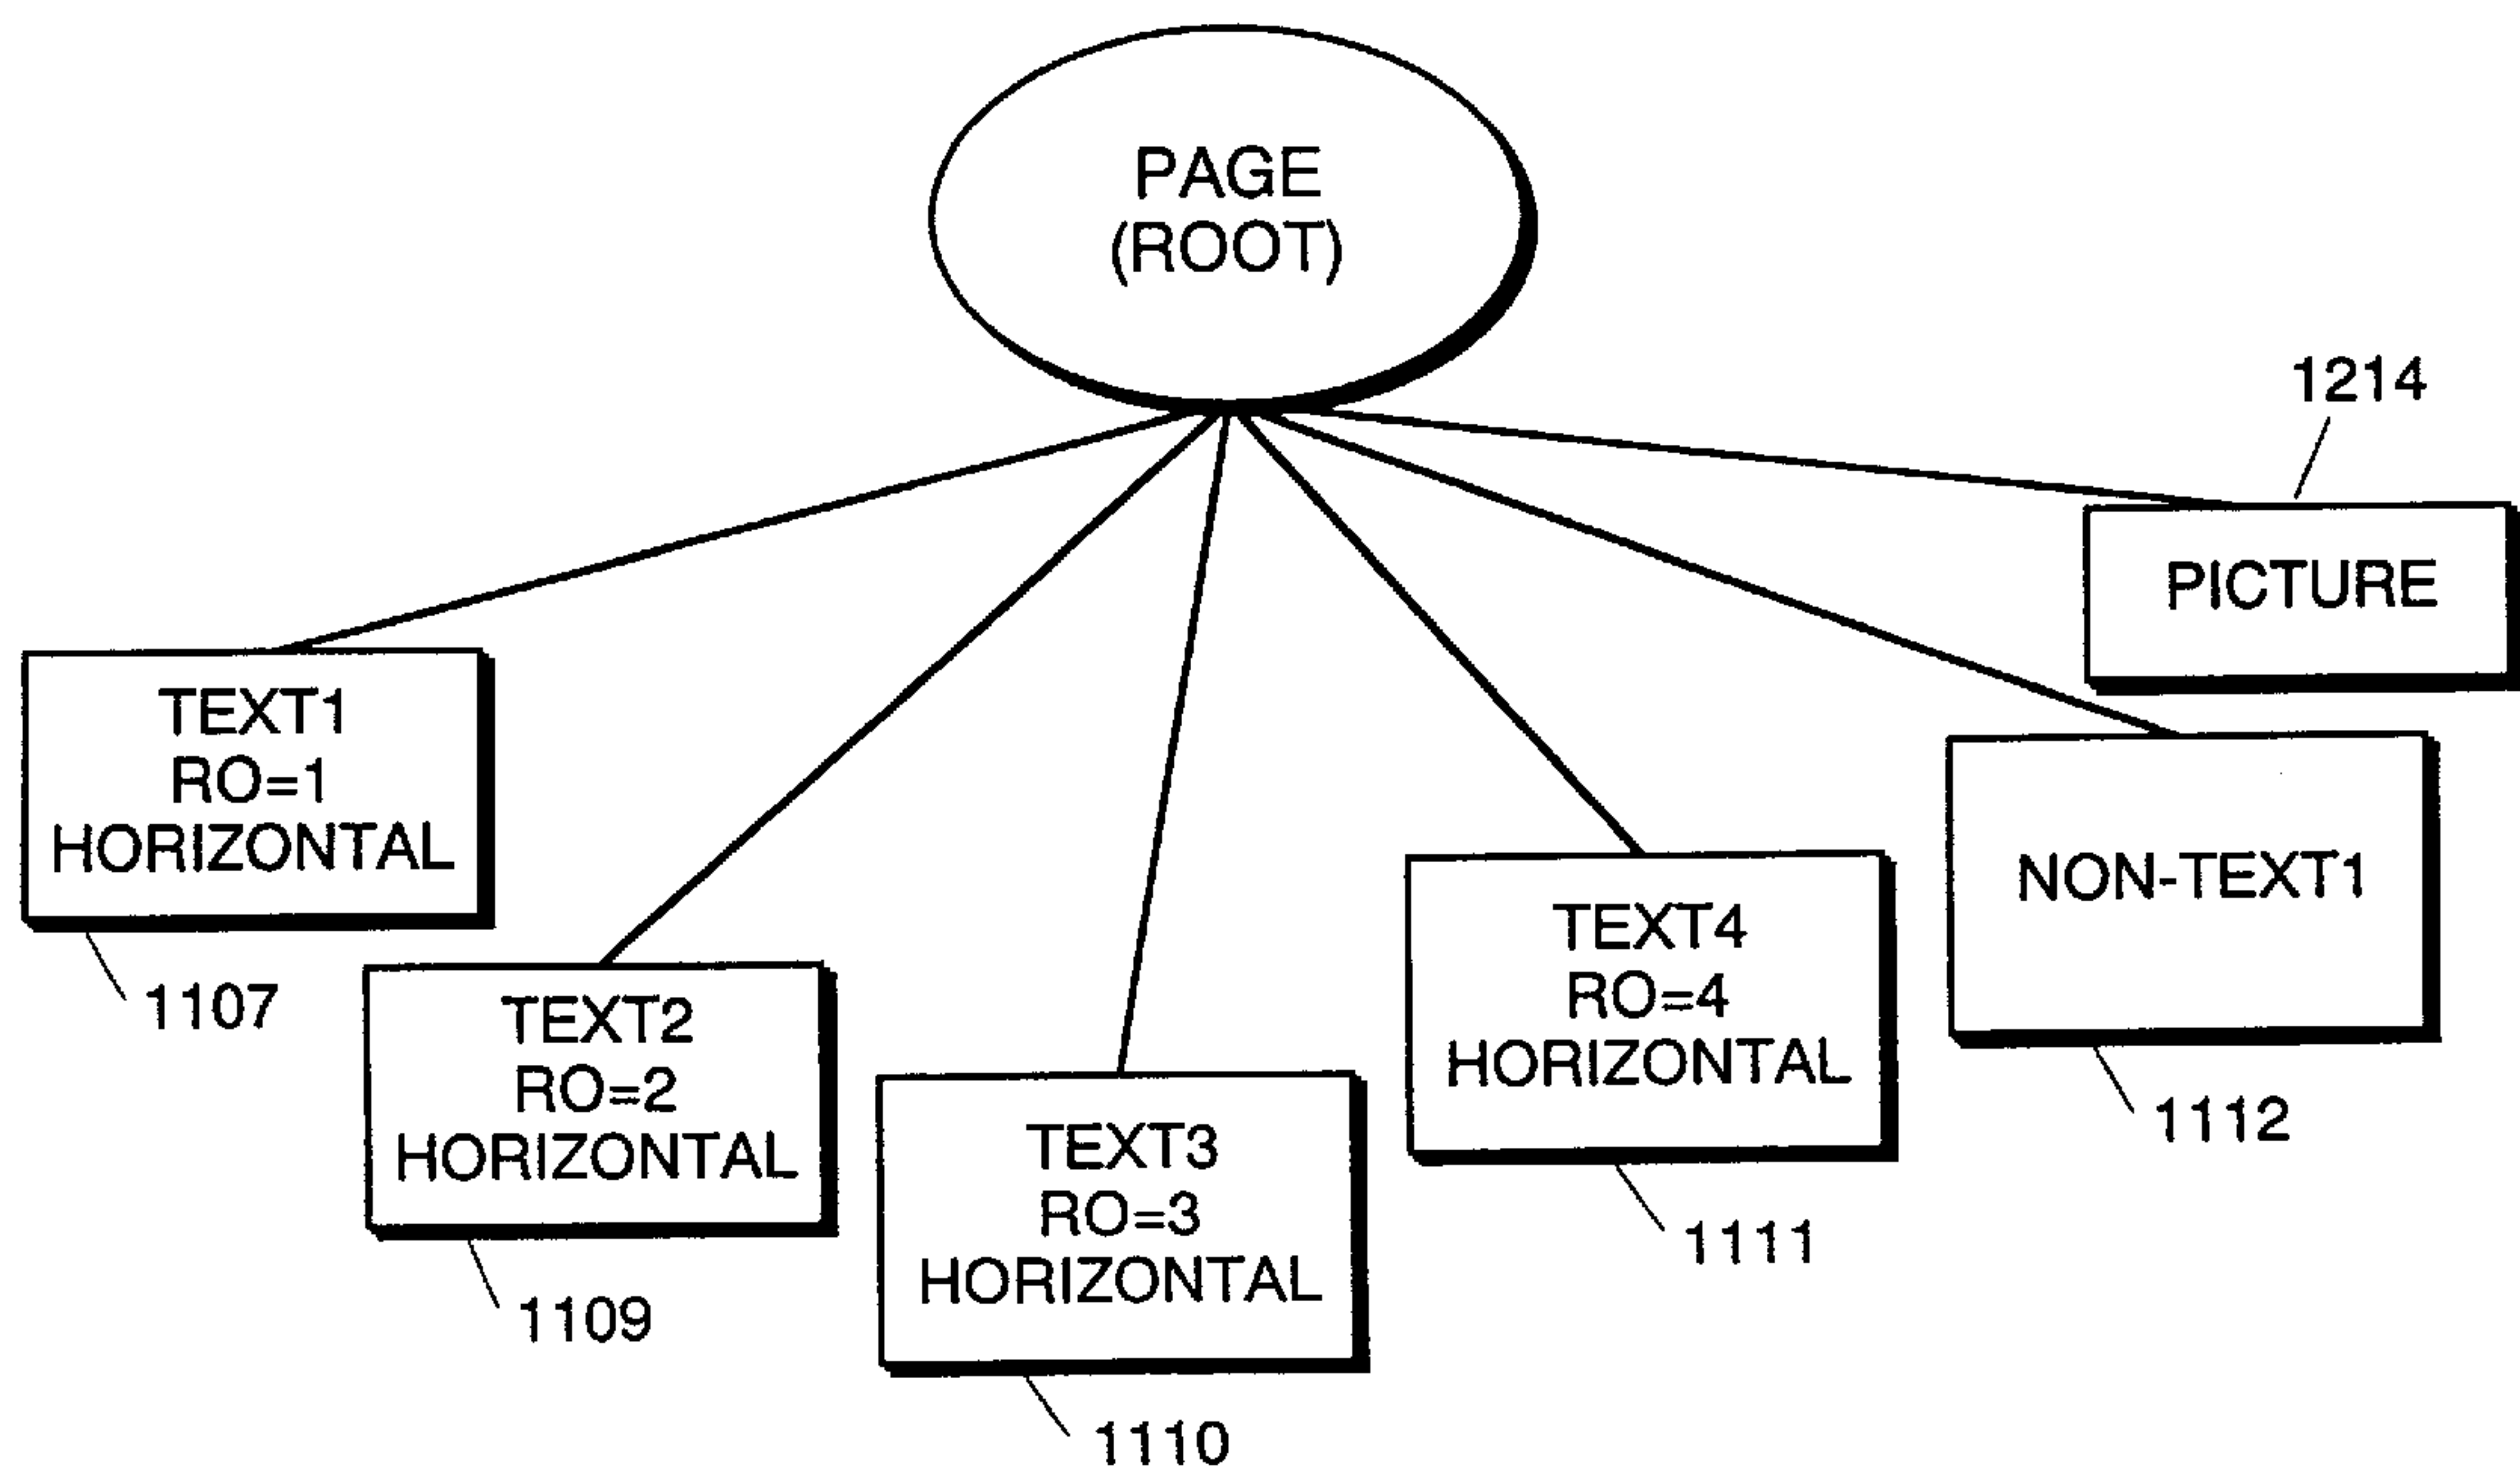 PAGE
(ROOT)
1214
PICTURE
TEXT1
RO=1
HORIZONTAL
1107
TEXT2
RO=2
HORIZONTAL
1109
TEXT3
RO=3
HORIZONTAL
1110
TEXT4
RO=4
HORIZONTAL
1111
NON-TEXT1
1112